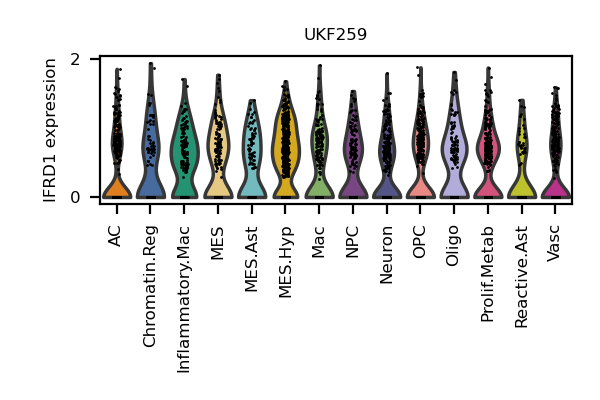 UKF259
IFRD1 expression
2
0
AC
Chromatin.Reg
Inflammatory.Mac
MES
MES.Ast
MES.Hyp
Mac
NPC
Neuron
OPC
Oligo
Prolif.Metab
Reactive.Ast
Vasc